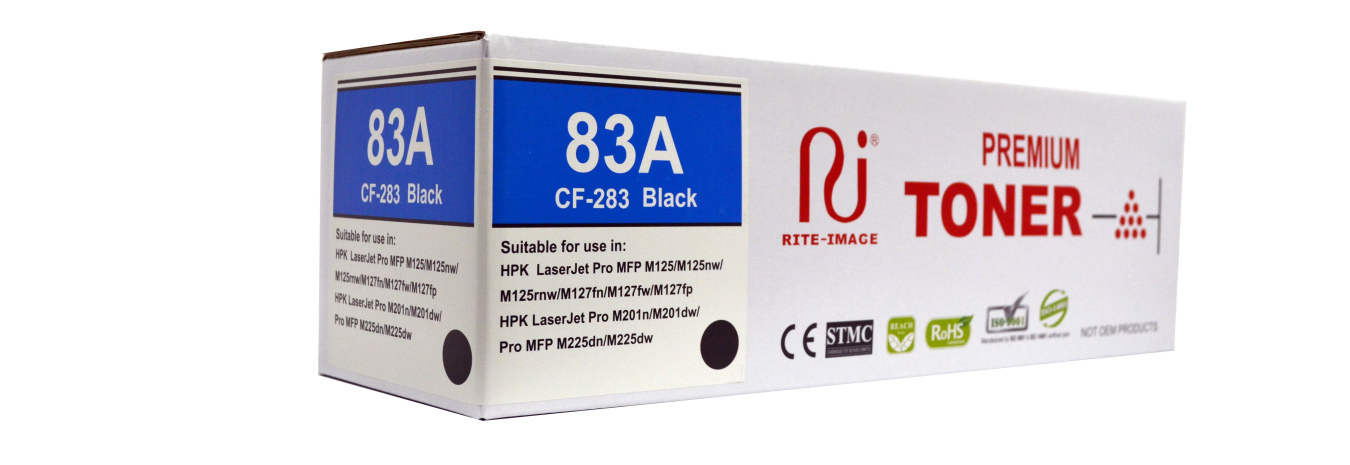 83A
CF-283 Black
Suitable for use in:
HPK LaserJet Pro MFP M125/M125nw/
M125rnw/M127fn/M127fw/M127fp
HPK LaserJet Pro M201n/M201dw/
Pro MFP M225dn/M225dw
83A
CF-283 Black
Suitable for use in:
HPK LaserJet Pro MFP M125/M125nw/
M125rnw/M127fn/M127fw/M127fp
HPK LaserJet Pro M201n/M201dw/
Pro MFP M225dn/M225dw
Ri®
RITE-IMAGE
PREMIUM
TONER
CE
STMC
REACH
RoHS
ISO-9001
NOT OEM PRODUCTS